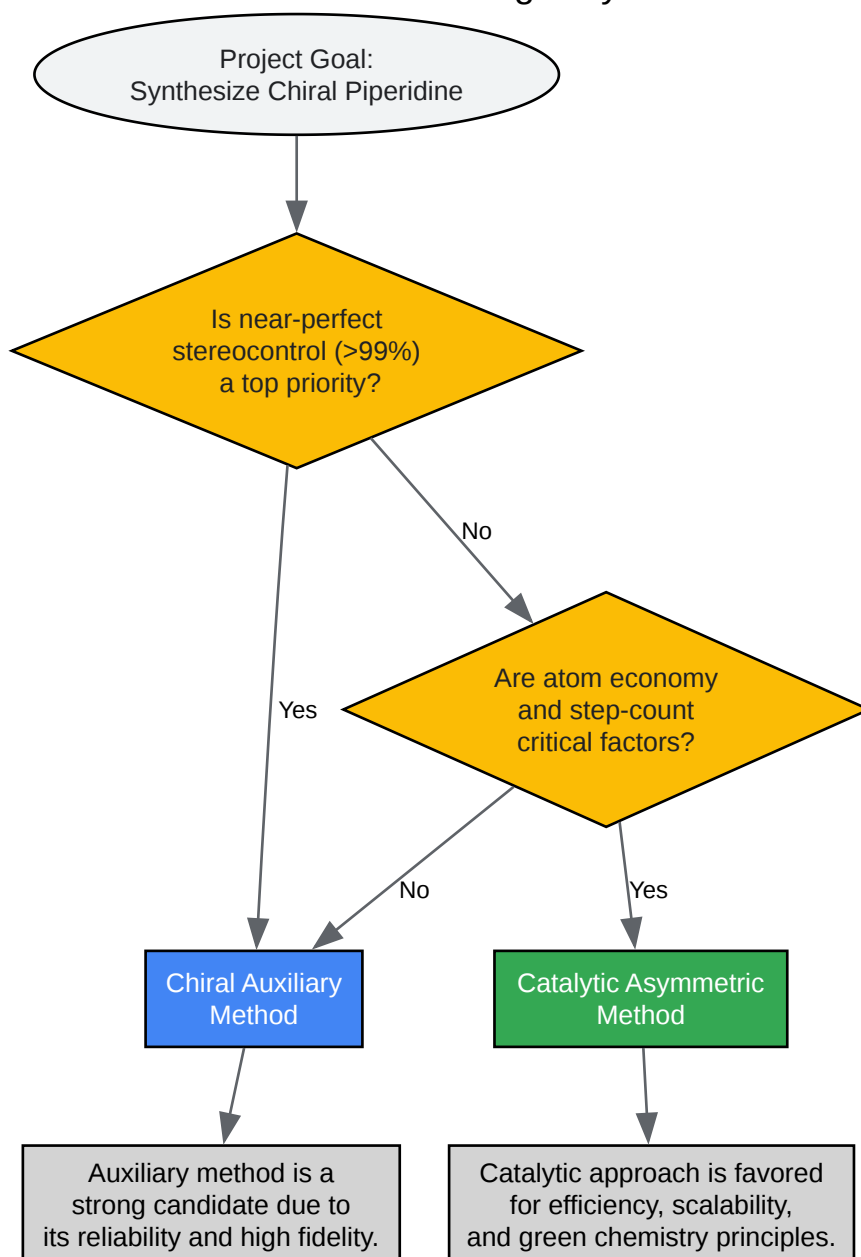 Project Goal:
Synthesize Chiral Piperidine
Is near-perfect
stereocontrol (>99%)
a top priority?
No
Are atom economy
and step-count
critical factors?
Yes
No
Yes
Chiral Auxiliary
Method
Catalytic Asymmetric
Method
Auxiliary method is a
strong candidate due to
its reliability and high fidelity.
Catalytic approach is favored
for efficiency, scalability,
and green chemistry principles.